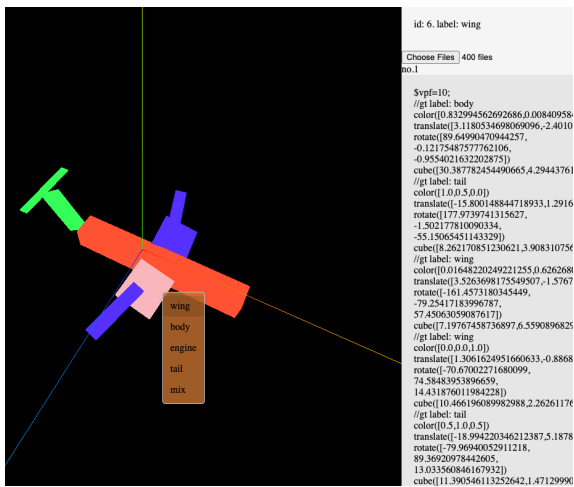 id: 6. label: wing
Choose Files 400 files
no.1
$vpf=10;
//gt label: body
color([0.832994562692686,0.008409584
translate([3.1180534698069096,-2.4010
rotate([89.64990470944257,
-0.12175487577762106,
-0.9554021632202875])
cube([30.387782454490665,4.29443761
//gt label: tail
color([1.0,0.5,0.0])
translate([-15.800148844718933,1.2916
rotate([177.9739741315627,
-1.502177810090334,
-55.15065451143329])
cube([8.262170851230621,3.908310756
//gt label: wing
color([0.01648220249221255,0.6262680
translate([3.5263698175549507,-1.5767
rotate([-161.4573180345449,
-79.25417183996787,
57.45063059087617])
cube([7.19767458736897,6.5590896829
//gt label: wing
color([0.0,0.0,1.0])
translate([1.3061624951660633,-0.8868
rotate([-70.67002271680099,
74.58483953896659,
14.431876011984228])
cube([10.466196089982988,2.26261176
//gt label: tail
color([0.5,1.0,0.5])
translate([-18.994220346212387,5.1878
rotate([-79.96940052911218,
89.36920978442605,
13.033560846167932])
cube([11.390546113252642,1.47129990
wing
body
engine
tail
mix